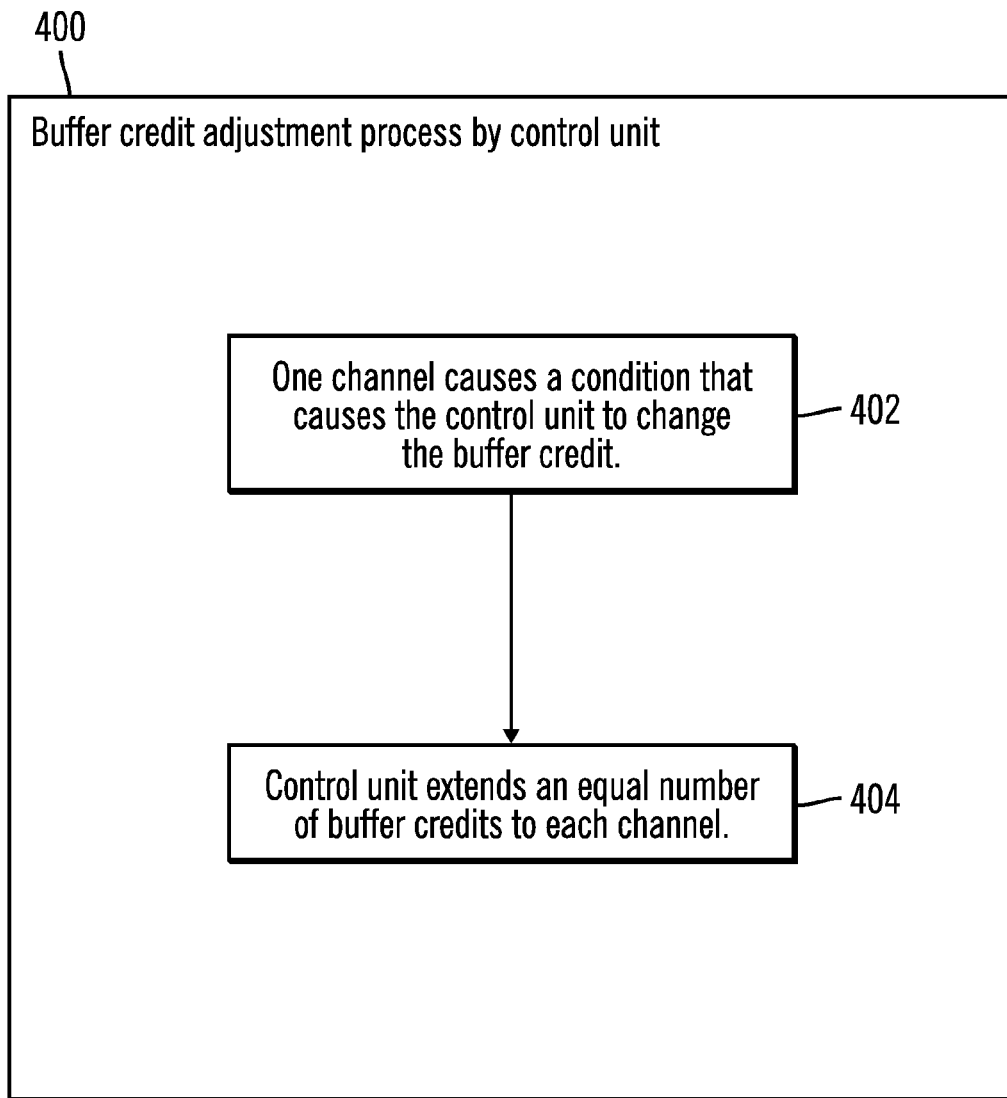 400
Buffer credit adjustment process by control unit
One channel causes a condition that
causes the control unit to change
the buffer credit.
402
Control unit extends an equal number
of buffer credits to each channel.
404